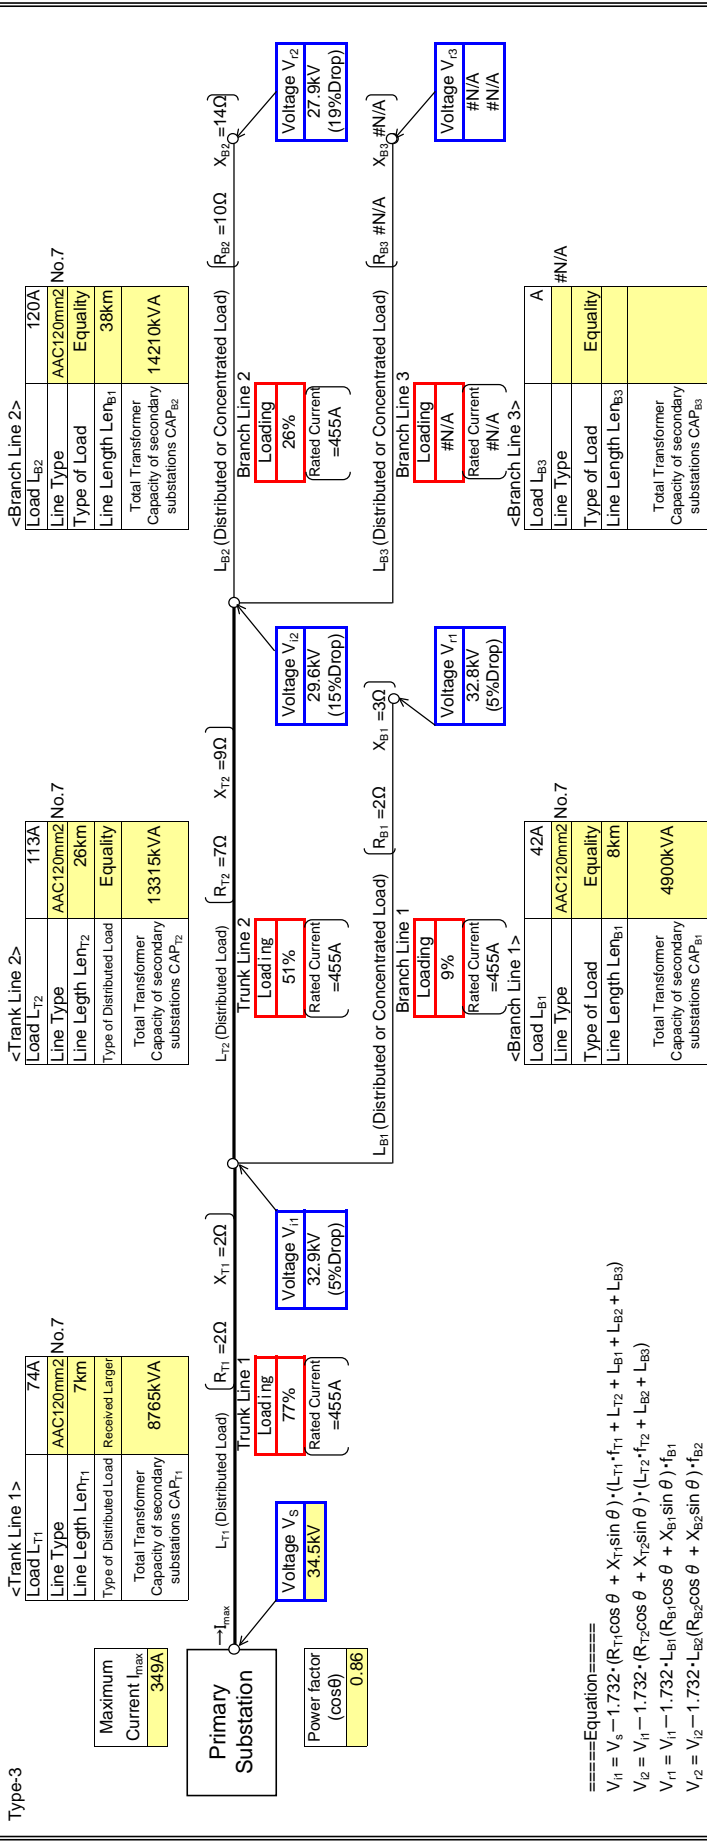 Type-3
Maximum
Current Imax
349A
Primary
Substation
Power factor
(cosθ)
0.86
→Imax
Voltage VS
34.5kV
<Trank Line 1>
Load LT1 74A
Line Type AAC120mm2 No.7
Line Legth LenT1 7km
Type of Distributed Load Received Larger
Total Transformer
Capacity of secondary
substations CAPT1
8765kVA
LT1 (Distributed Load) RT1 =2Ω XT1 =2Ω
Trunk Line 1
Loading
77%
Rated Current
=455A
Voltage Vi1
32.9kV
(5%Drop)
<Trank Line 2>
Load LT2 113A
Line Type AAC120mm2 No.7
Line Legth LenT2 26km
Type of Distributed Load Equality
Total Transformer
Capacity of secondary
substations CAPT2
13315kVA
LT2 (Distributed Load) RT2 =7Ω XT2 =9Ω
Trunk Line 2
Loading
51%
Rated Current
=455A
Voltage Vi2
29.6kV
(15%Drop)
LB1 (Distributed or Concentrated Load) RB1 =2Ω XB1 =3Ω
Branch Line 1
Loading
9%
Rated Current
=455A
Voltage Vr1
32.8kV
(5%Drop)
<Branch Line 1>
Load LB1 42A
Line Type AAC120mm2 No.7
Type of Load Equality
Line Length LenB1 8km
Total Transformer
Capacity of secondary
substations CAPB1
4900kVA
<Branch Line 2>
Load LB2 120A
Line Type AAC120mm2 No.7
Type of Load Equality
Line Length LenB1 38km
Total Transformer
Capacity of secondary
substations CAPB2
14210kVA
LB2 (Distributed or Concentrated Load) RB2 =10Ω XB2 =14Ω
Branch Line 2
Loading
26%
Rated Current
=455A
Voltage Vr2
27.9kV
(19%Drop)
LB3 (Distributed or Concentrated Load) RB3 #N/A XB3 #N/A
Branch Line 3
Loading
#N/A
Rated Current
#N/A
Voltage Vr3
#N/A
#N/A
<Branch Line 3>
Load LB3 A
Line Type #N/A
Type of Load Equality
Line Length LenB3
Total Transformer
Capacity of secondary
substations CAPB3
=====Equation=====
Vi1 = Vs−1.732・(RT1cosθ + XT1sinθ)・(LT1・fT1 + LT2 + LB1 + LB2 + LB3)
Vi2 = Vi1−1.732・(RT2cosθ + XT2sinθ)・(LT2・fT2 + LB2 + LB3)
Vr1 = Vi1−1.732・LB1(RB1cosθ + XB1sinθ)・fB1
Vr2 = Vi2−1.732・LB2(RB2cosθ + XB2sinθ)・fB2